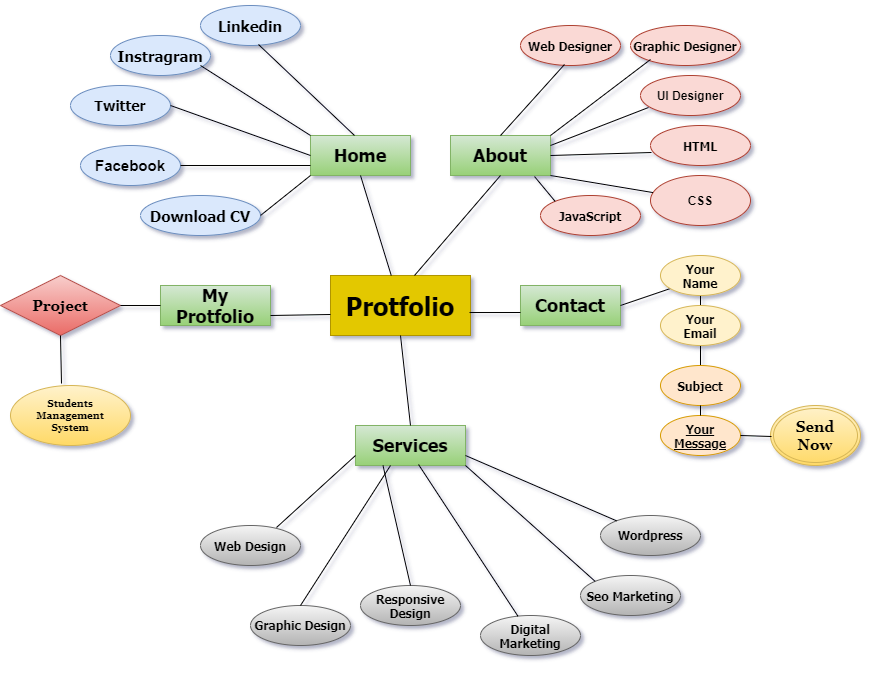 Linkedin
Instragram
Twitter
Facebook
Download CV
Home
Web Designer
Graphic Designer
UI Designer
HTML
CSS
JavaScript
About
Project
My
Protfolio
Protfolio
Contact
Your
Name
Your
Email
Subject
Your
Message
Send
Now
Students
Management
System
Services
Web Design
Graphic Design
Responsive
Design
Digital
Marketing
Seo Marketing
Wordpress